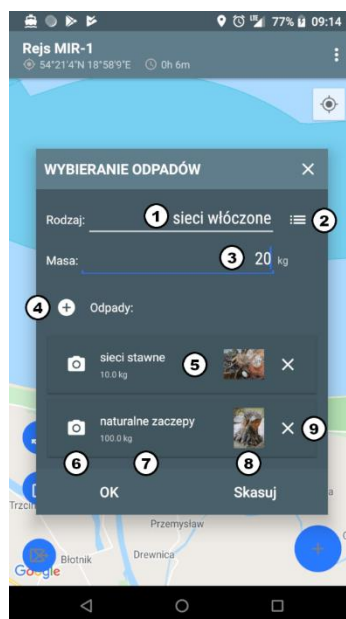 77% 09:14
Rejs MIR-1
54°21'4"N 18°58'9"E 0h 6m
WYBIERANIE ODPADÓW
Rodzaj: 1 sieci włóczone 2
Masa: 3 20 kg
4 Odpady:
sieci stawne 5
10.0 kg
naturalne zaczepy 9
100.0 kg
6 7 8
OK Skasuj
Przemysław
Błotnik Drewnica
Google